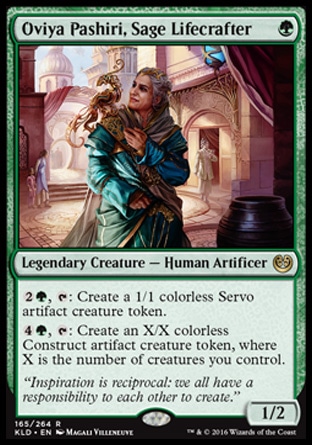 Oviya Pashiri, Sage Lifecrafter
Legendary Creature — Human Artificer
2, : Create a 1/1 colorless Servo
artifact creature token.
4, : Create an X/X colorless
Construct artifact creature token, where
X is the number of creatures you control.
“Inspiration is reciprocal: we all have a
responsibility to each other to create.”
1/2
165/264 R
KLD • EN MAGALI VILLENEUVE
™ & © 2016 Wizards of the Coast